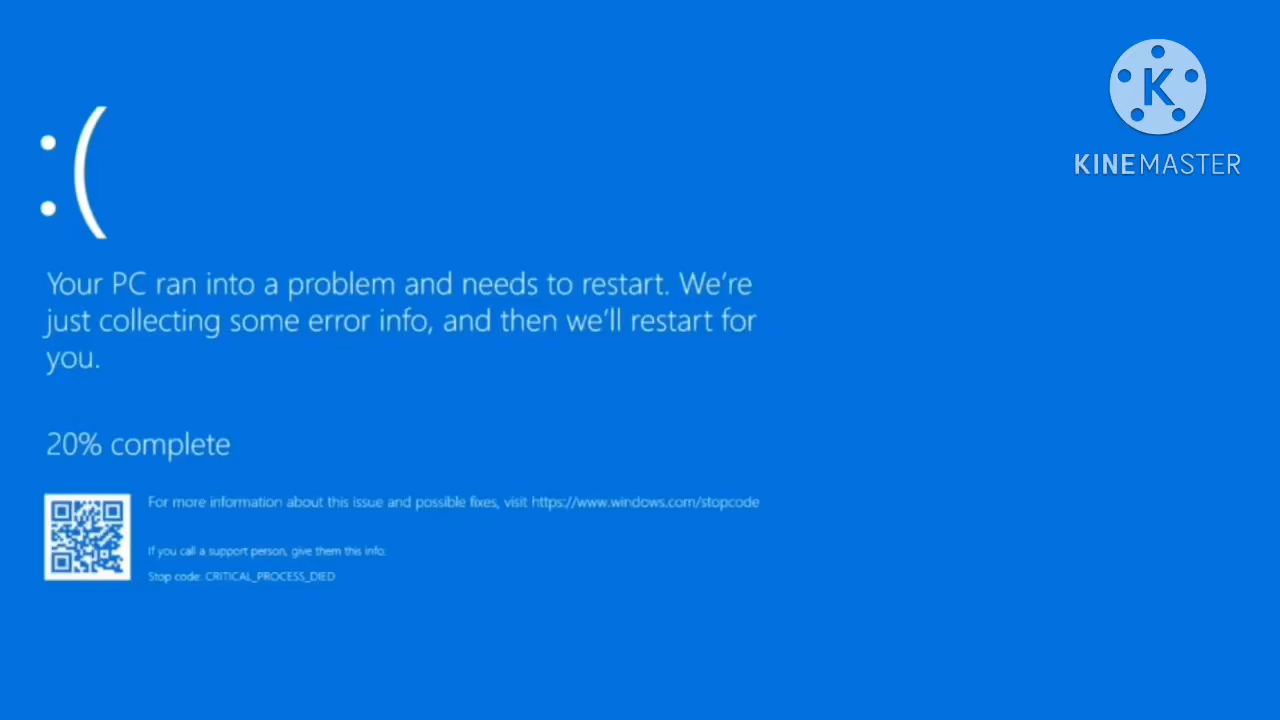 K
KINEMASTER
:(
Your PC ran into a problem and needs to restart. We're
just collecting some error info, and then we'll restart for
you.
20% complete
For more information about this issue and possible fixes, visit https://www.windows.com/stopcode
If you call a support person, give them this info:
Stop code: CRITICAL_PROCESS_DIED